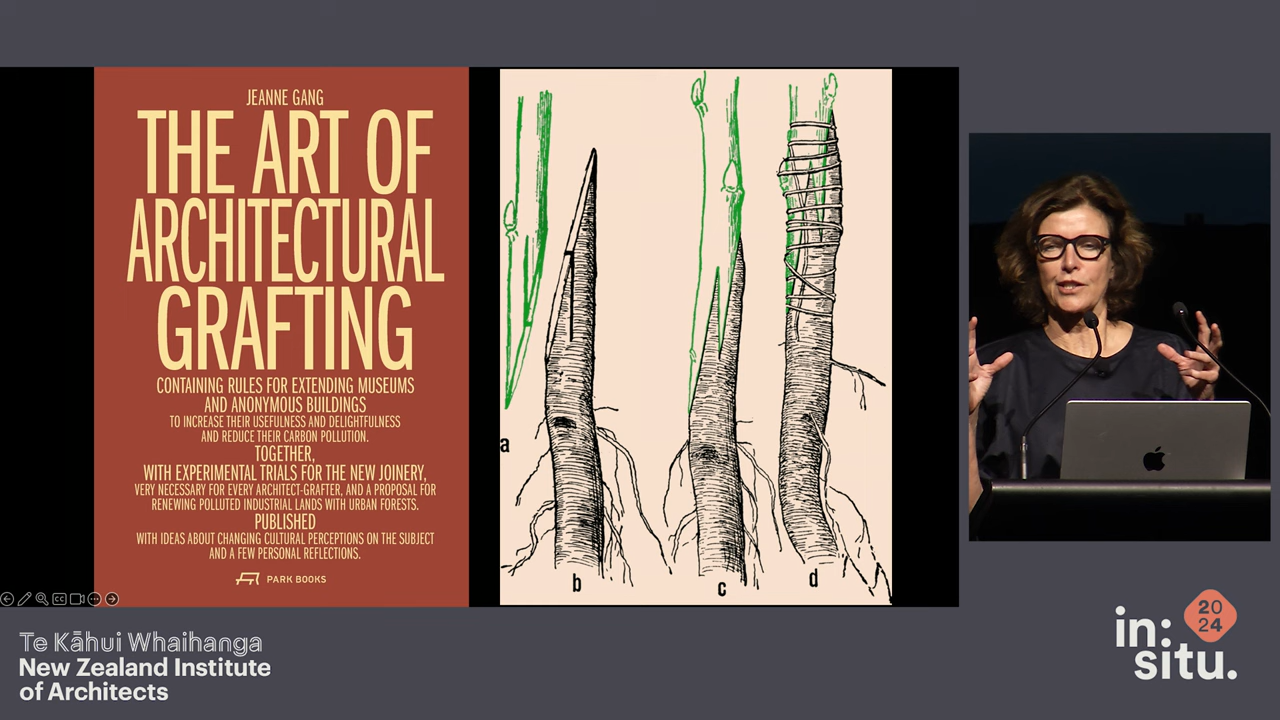 JEANNE GANG
THE ART OF
ARCHITECTURAL
GRAFTING
CONTAINING RULES FOR EXTENDING MUSEUMS
AND ANONYMOUS BUILDINGS
TO INCREASE THEIR USEFULNESS AND DELIGHTFULNESS
AND REDUCE THEIR CARBON POLLUTION.
TOGETHER,
WITH EXPERIMENTAL TRIALS FOR THE NEW JOINERY,
VERY NECESSARY FOR EVERY ARCHITECT-GRAFTER, AND A PROPOSAL FOR
RENEWING POLLUTED INDUSTRIAL LANDS WITH URBAN FORESTS.
PUBLISHED
WITH IDEAS ABOUT CHANGING CULTURAL PERCEPTIONS ON THE SUBJECT
AND A FEW PERSONAL REFLECTIONS.
PARK BOOKS
a
b
c
d
CC
Te Kāhui Whaihanga
New Zealand Institute
of Architects
in:
situ.
20
24